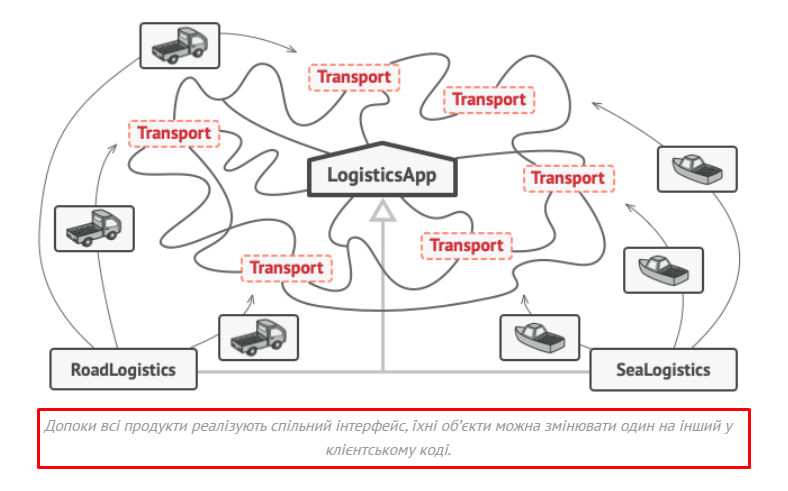 Transport
Transport
Transport
LogisticsApp
Transport
Transport
Transport
RoadLogistics
SeaLogistics
Допоки всі продукти реалізують спільний інтерфейс, їхні об'єкти можна змінювати один на інший у
клієнтському коді.